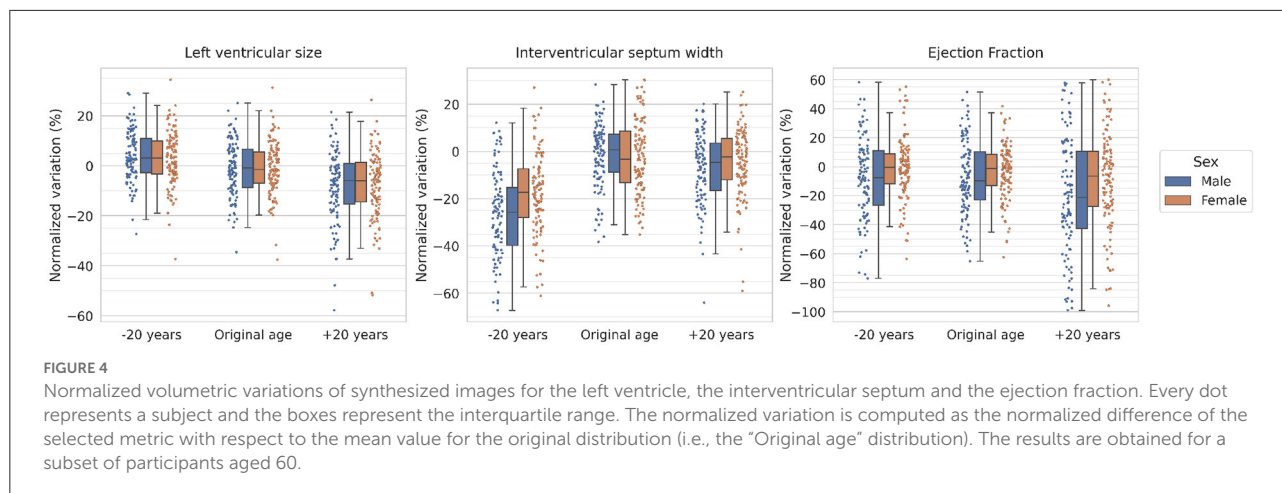 Left ventricular size
Interventricular septum width
Ejection Fraction
Normalized variation (%)
20
0
−20
−40
−60
-20 years
Original age
+20 years
Normalized variation (%)
20
0
−20
−40
−60
-20 years
Original age
+20 years
Normalized variation (%)
60
40
20
0
−20
−40
−60
−80
−100
-20 years
Original age
+20 years
Sex
Male
Female
FIGURE 4
Normalized volumetric variations of synthesized images for the left ventricle, the interventricular septum and the ejection fraction. Every dot
represents a subject and the boxes represent the interquartile range. The normalized variation is computed as the normalized difference of the
selected metric with respect to the mean value for the original distribution (i.e., the “Original age” distribution). The results are obtained for a
subset of participants aged 60.